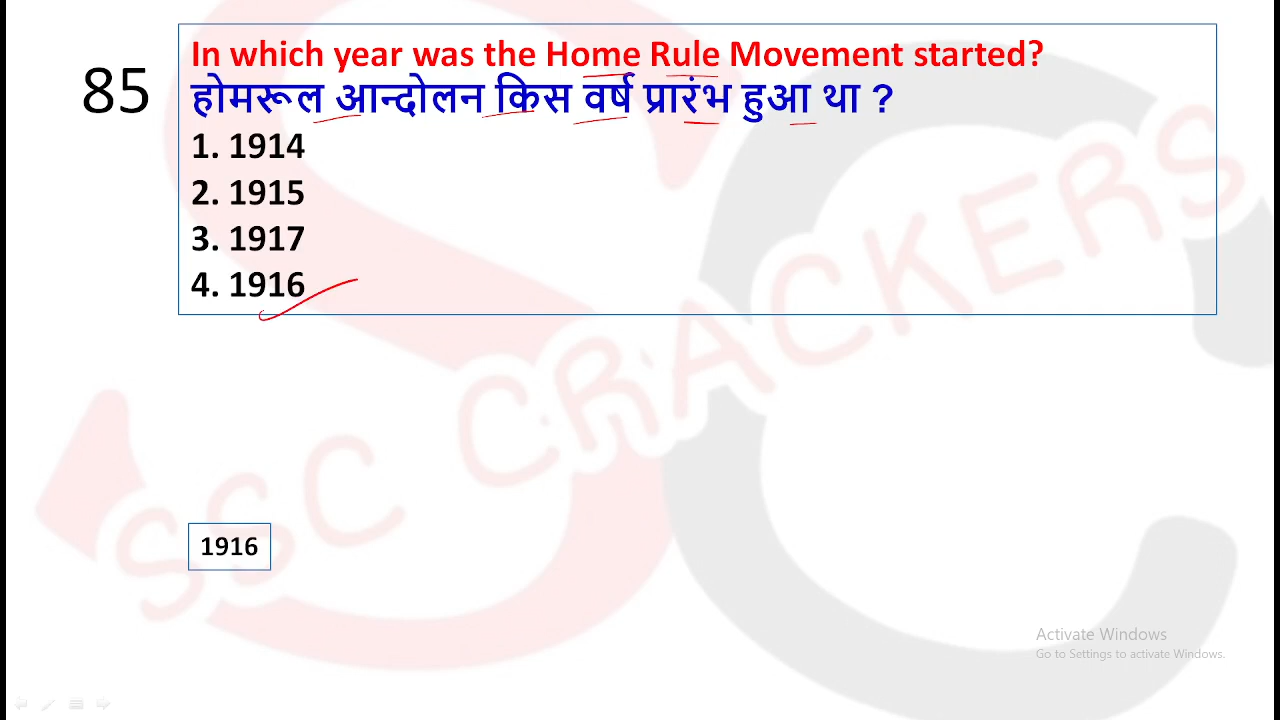 85
In which year was the Home Rule Movement started?
होमरूल आन्दोलन किस वर्ष प्रारंभ हुआ था ?
1. 1914
2. 1915
3. 1917
4. 1916
SSC CRACKERS
1916
Activate Windows
Go to Settings to activate Windows.